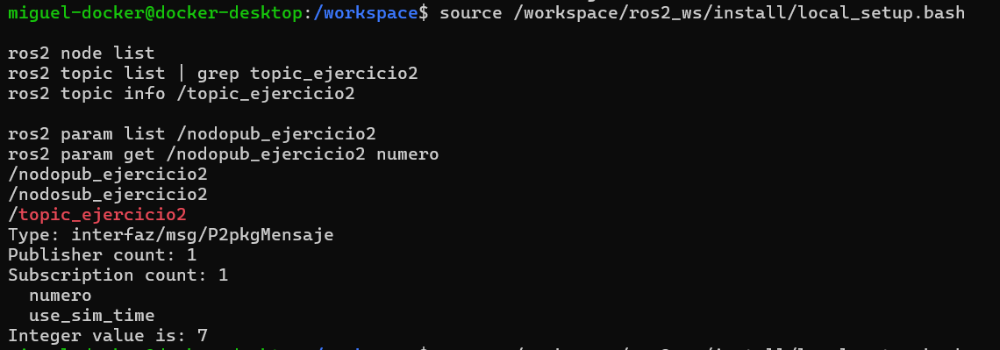 miguel-docker@docker-desktop:/workspace$ source /workspace/ros2_ws/install/local_setup.bash
ros2 node list
ros2 topic list | grep topic_ejercicio2
ros2 topic info /topic_ejercicio2
ros2 param list /nodopub_ejercicio2
ros2 param get /nodopub_ejercicio2 numero
/nodopub_ejercicio2
/nodosub_ejercicio2
/topic_ejercicio2
Type: interfaz/msg/P2pkgMensaje
Publisher count: 1
Subscription count: 1
  numero
  use_sim_time
Integer value is: 7